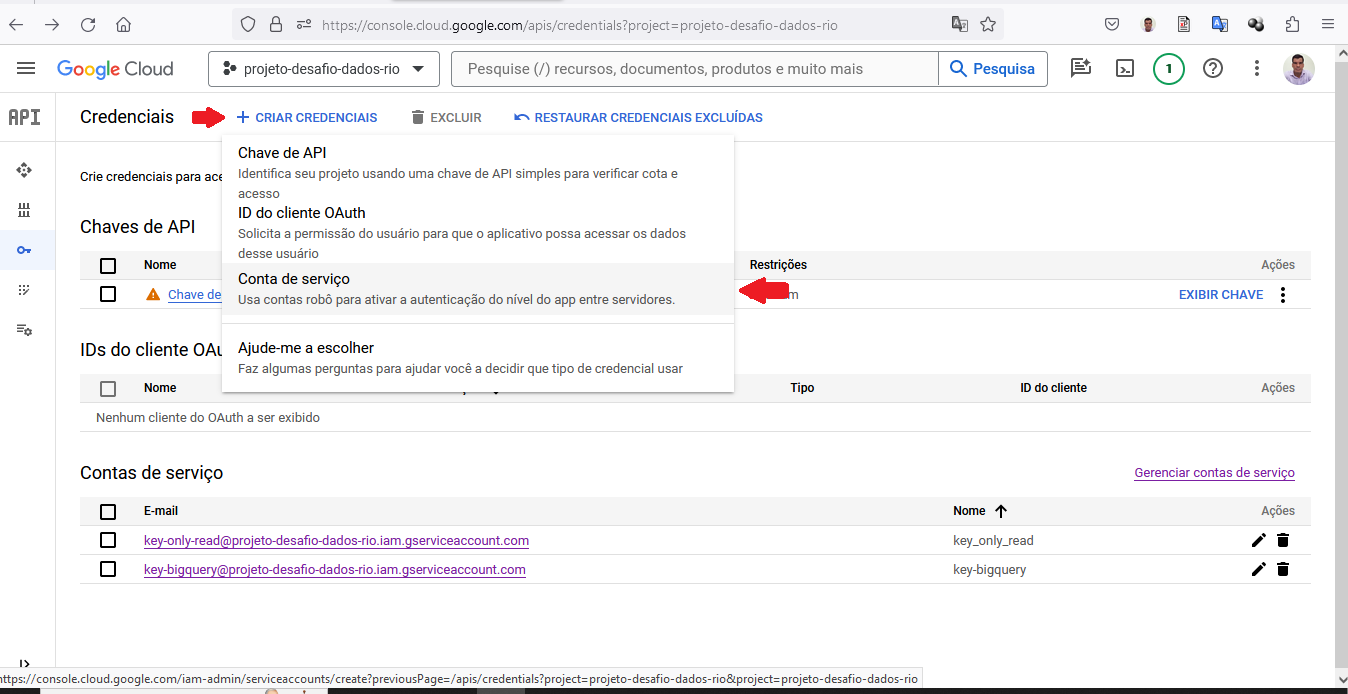 https://console.cloud.google.com/apis/credentials?project=projeto-desafio-dados-rio
Google Cloud
projeto-desafio-dados-rio
Pesquise (/) recursos, documentos, produtos e muito mais
Pesquisa
1
API
Credenciais
+ CRIAR CREDENCIAIS
EXCLUIR
RESTAURAR CREDENCIAIS EXCLUÍDAS
Chave de API
Identifica seu projeto usando uma chave de API simples para verificar cota e
acesso
ID do cliente OAuth
Solicita a permissão do usuário para que o aplicativo possa acessar os dados
desse usuário
Conta de serviço
Usa contas robô para ativar a autenticação do nível do app entre servidores.
Ajude-me a escolher
Faz algumas perguntas para ajudar você a decidir que tipo de credencial usar
Crie credenciais para
Chaves de API
Nome
Restrições
Ações
Chave de
EXIBIR CHAVE
IDs do cliente
Nome
Tipo
ID do cliente
Ações
Nenhum cliente do OAuth a ser exibido
Contas de serviço
Gerenciar contas de serviço
E-mail
Nome
Ações
key-only-read@projeto-desafio-dados-rio.iam.gserviceaccount.com
key_only_read
key-bigquery@projeto-desafio-dados-rio.iam.gserviceaccount.com
key-bigquery
https://console.cloud.google.com/iam-admin/serviceaccounts/create?previousPage=/apis/credentials?project=projeto-desafio-dados-rio&project=projeto-desafio-dados-rio